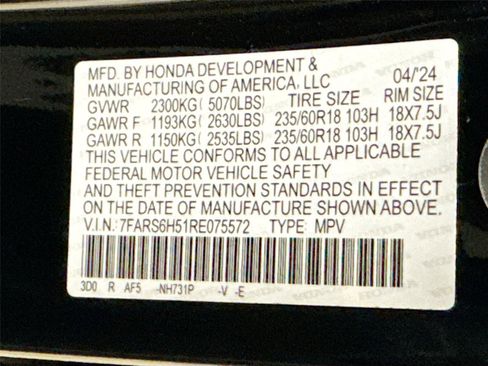 MFD. BY HONDA DEVELOPMENT &
MANUFACTURING OF AMERICA, LLC 04/'24
GVWR 2300KG( 5070LBS) TIRE SIZE RIM SIZE
GAWR F 1193KG( 2630LBS) 235/60R18 103H 18X7.5J
GAWR R 1150KG( 2535LBS) 235/60R18 103H 18X7.5J
THIS VEHICLE CONFORMS TO ALL APPLICABLE
FEDERAL MOTOR VEHICLE SAFETY
AND THEFT PREVENTION STANDARDS IN EFFECT
ON THE DATE OF MANUFACTURE SHOWN ABOVE.
V.I.N.: 7FARS6H51RE075572 TYPE: MPV
3D0 R AF5 -NH731P -V -E